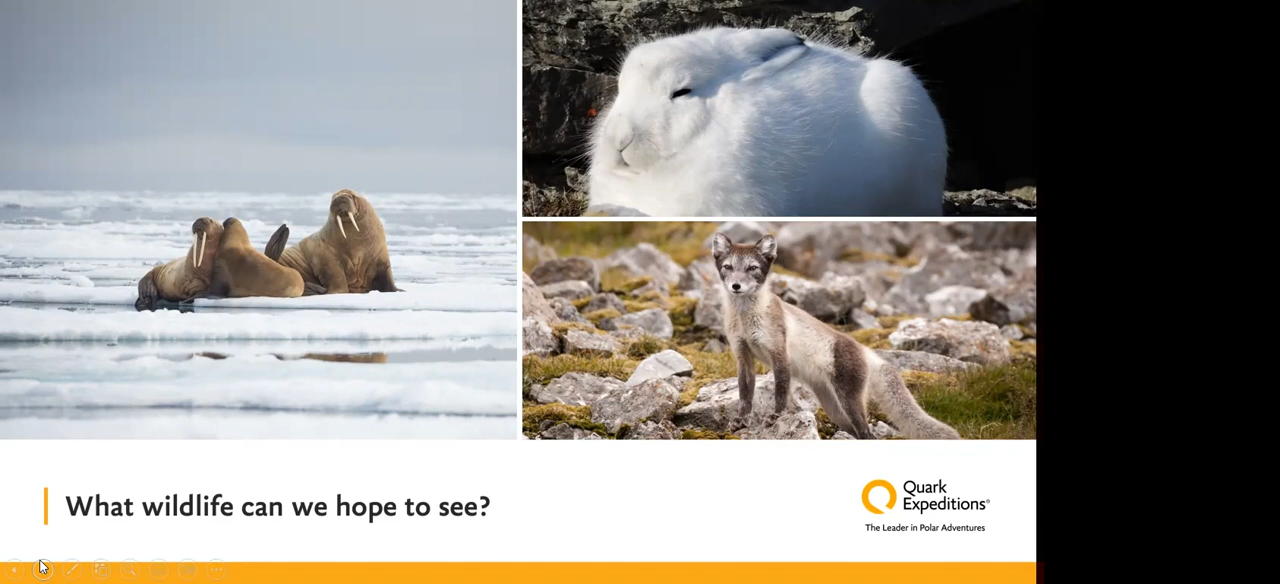 What wildlife can we hope to see?
Quark
Expeditions®
The Leader in Polar Adventures